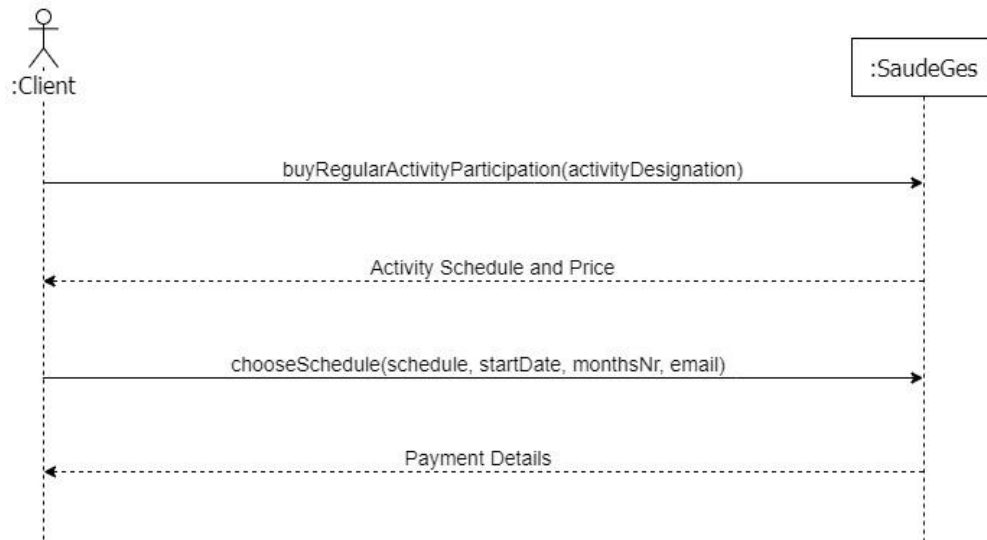 :Client
:SaudeGes
buyRegularActivityParticipation(activityDesignation)
Activity Schedule and Price
chooseSchedule(schedule, startDate, monthsNr, email)
Payment Details